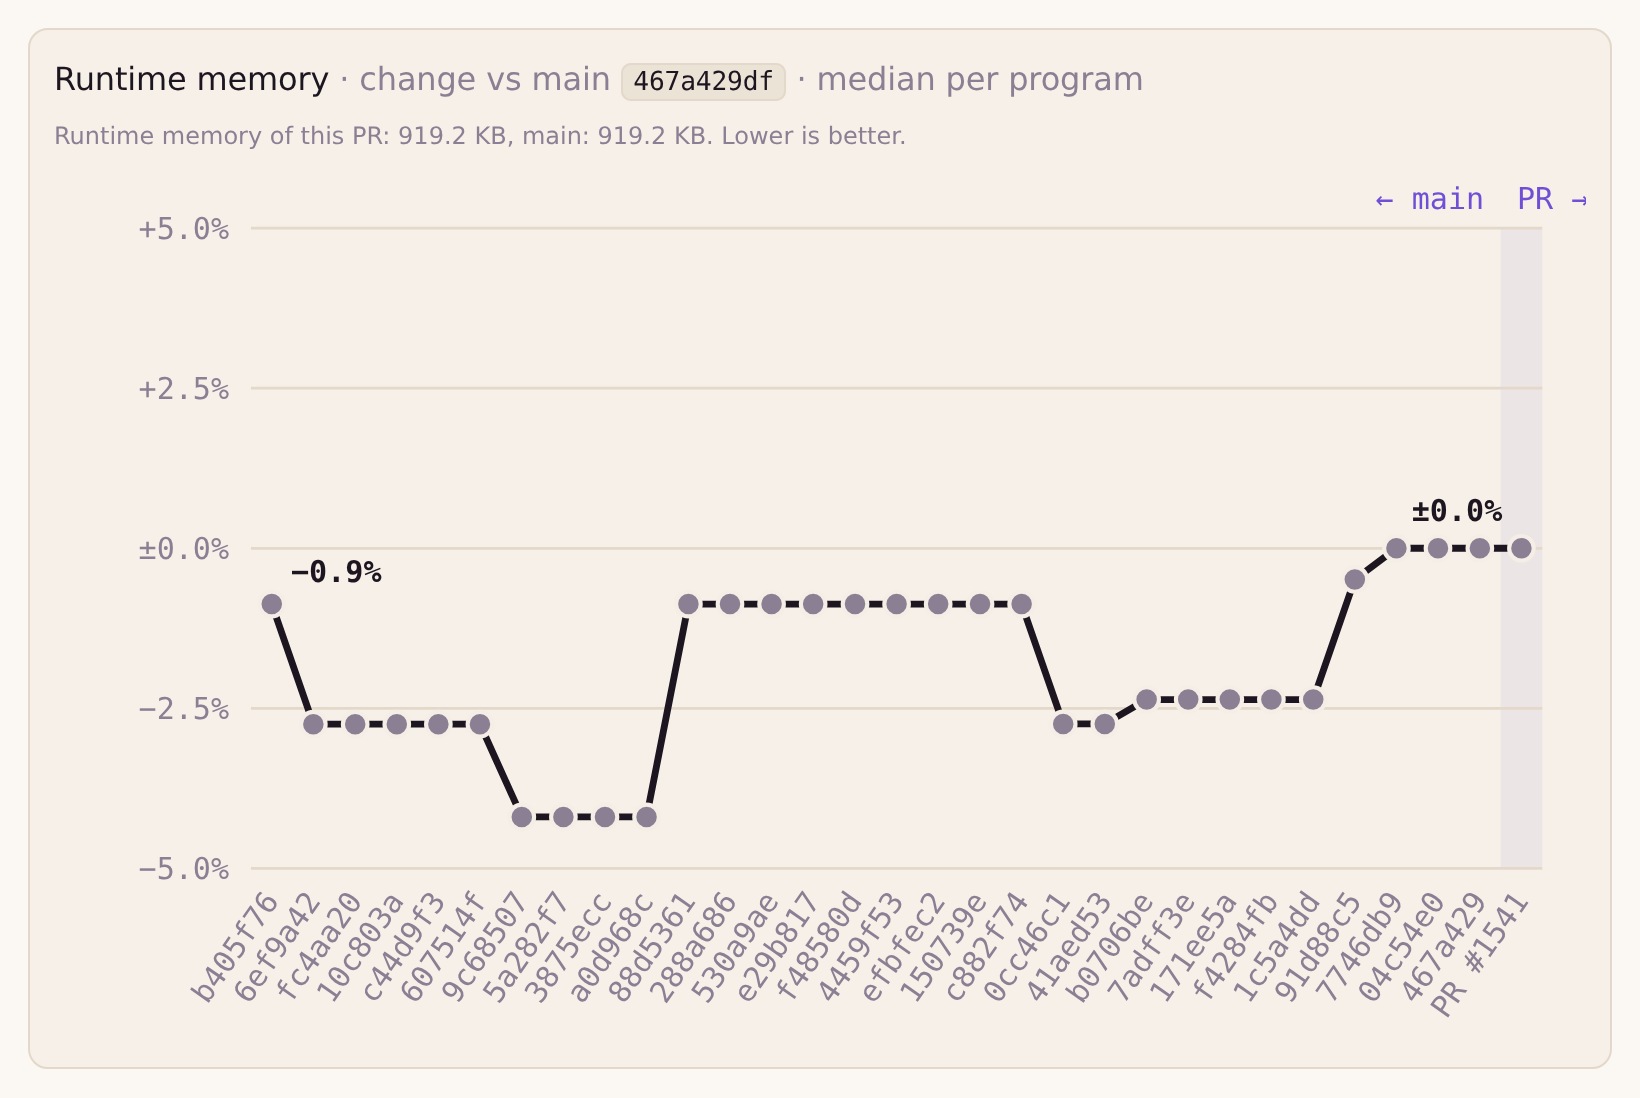 Runtime memory · change vs main 467a429df · median per program
Runtime memory of this PR: 919.2 KB, main: 919.2 KB. Lower is better.
← main PR →
+5.0%
+2.5%
±0.0%
−2.5%
−5.0%
−0.9%
±0.0%
b405f76
6ef9a42
fc4aa20
10c803a
c44d9f3
607514f
9c68507
5a282f7
3875ecc
a0d968c
88d5361
288a686
530a9ae
e29b817
f48580d
4459f53
efbfec2
150739e
c882f74
0cc46c1
41aed53
b0706be
7adff3e
171ee5a
f4284fb
1c5a4dd
91d88c5
7746db9
04c54e0
467a429
PR #1541